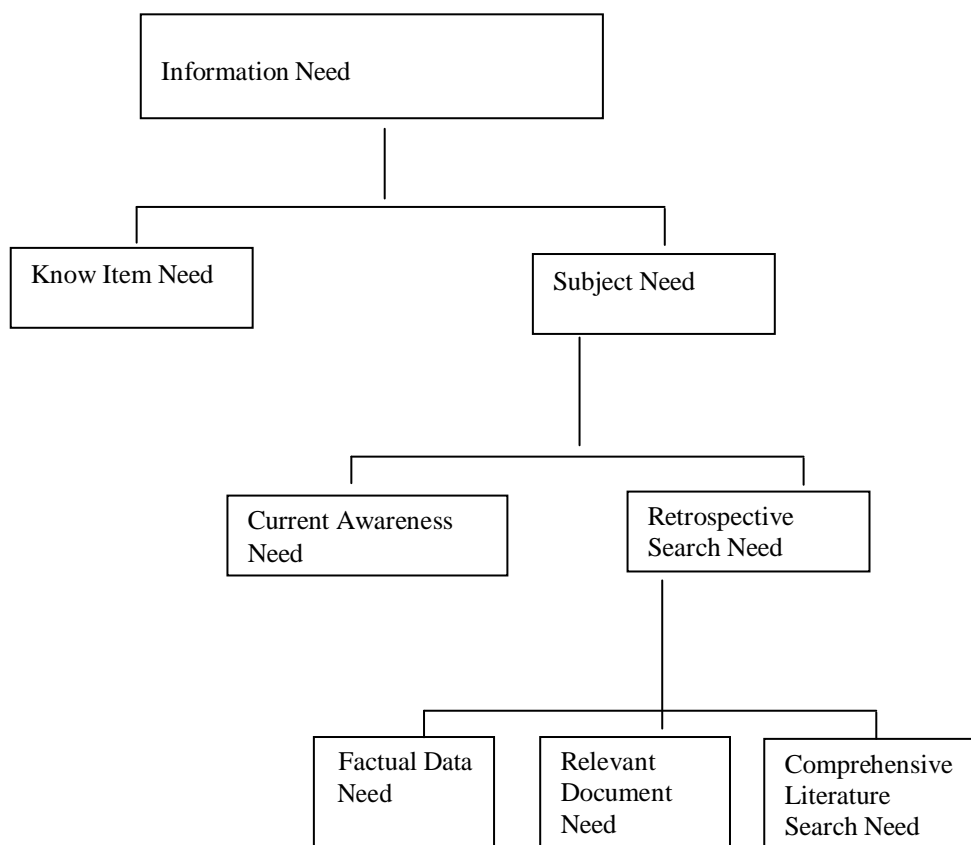 Information Need
Know Item Need
Subject Need
Current Awareness
Need
Retrospective
Search Need
Factual Data
Need
Relevant
Document
Need
Comprehensive
Literature
Search Need